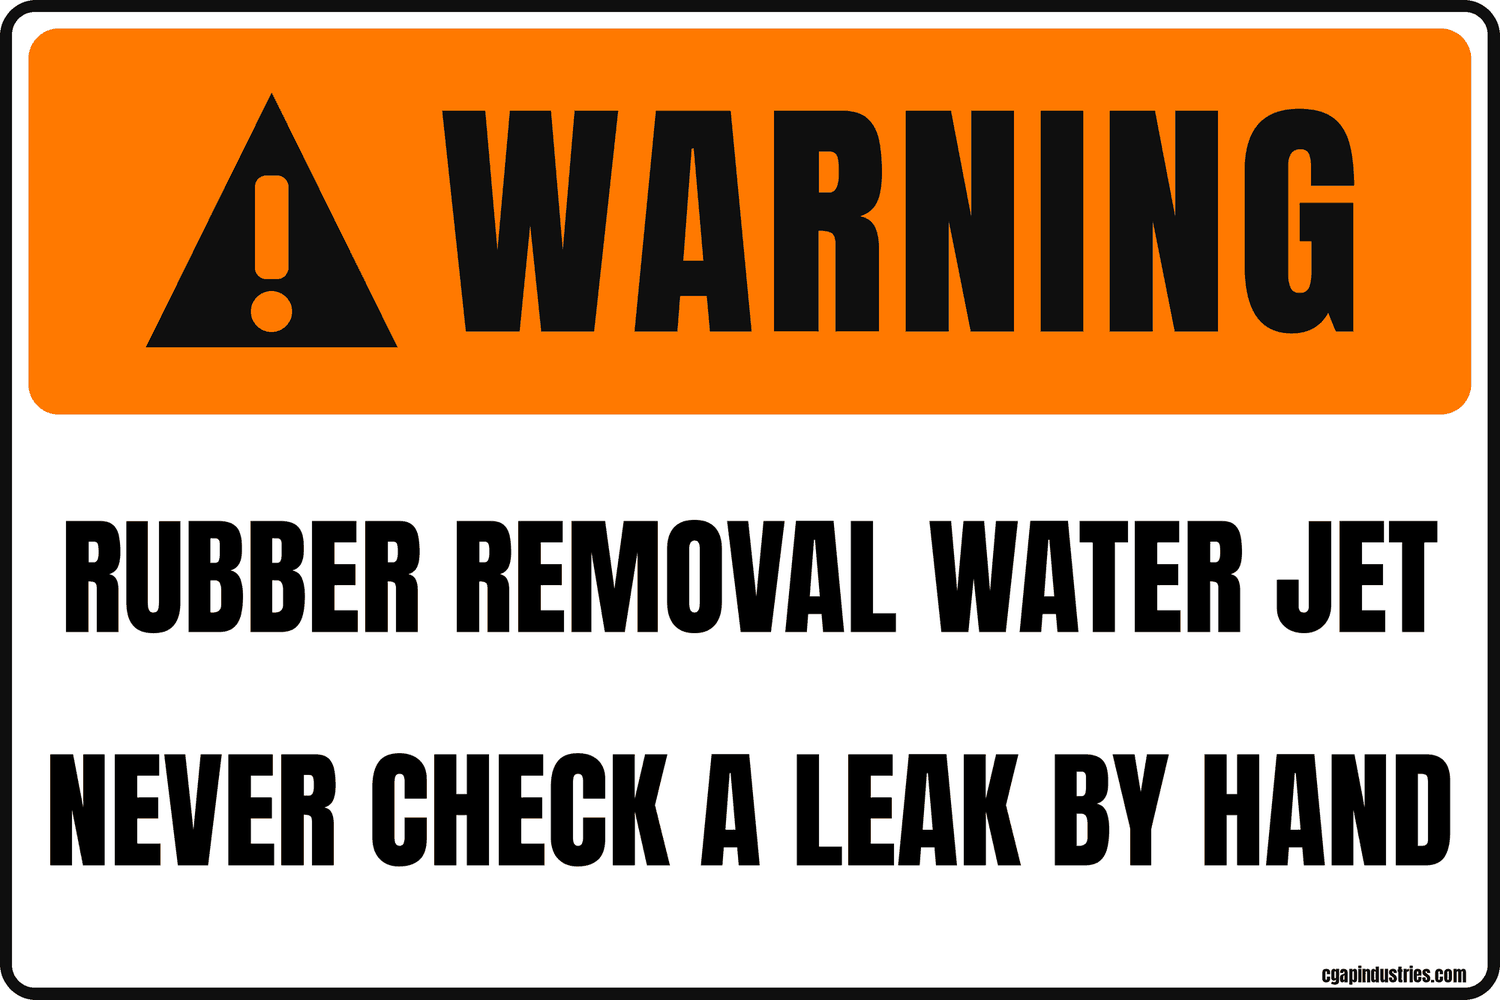 WARNING
RUBBER REMOVAL WATER JET
NEVER CHECK A LEAK BY HAND
cgapindustries.com